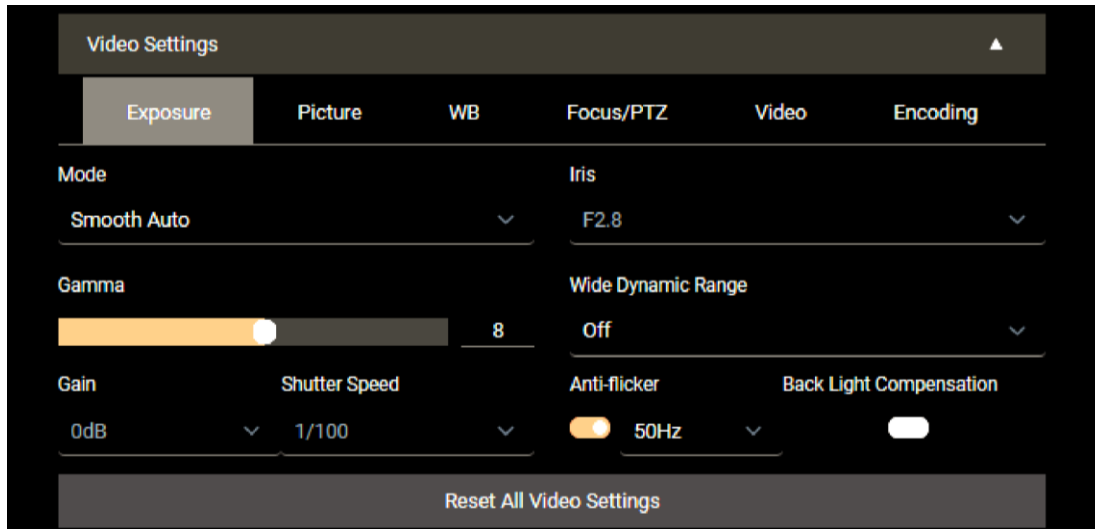 Video Settings
Exposure Picture WB Focus/PTZ Video Encoding
Mode Iris
Smooth Auto F2.8
Gamma Wide Dynamic Range
8 Off
Gain Shutter Speed Anti-flicker Back Light Compensation
0dB 1/100 50Hz
Reset All Video Settings